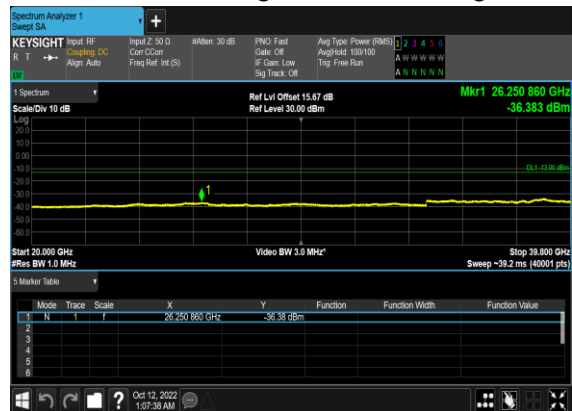 Spectrum Analyzer 1
Swept SA
+
KEYSIGHT Input: RF Input Z: 50 Ω #Atten: 30 dB PNO: Fast Avg Type: Power (RMS) 1 2 3 4 5 6
R T Coupling: DC Corr CCorr Gate: Off Avg|Hold: 100/100 A W W W W W
Align: Auto Freq Ref: Int (S) IF Gain: Low Trig: Free Run
LXI Sig Track: Off A N N N N N
1 Spectrum Ref Lvl Offset 15.67 dB Mkr1 26.250 860 GHz
Scale/Div 10 dB Ref Level 30.00 dBm -36.383 dBm
Log
20.0
10.0
0.00
-10.0 DL1 -13.00 dBm
-20.0
-30.0 1
-40.0
-50.0
-60.0
Start 20.000 GHz Video BW 3.0 MHz* Stop 39.800 GHz
#Res BW 1.0 MHz Sweep ~39.2 ms (40001 pts)
5 Marker Table
Mode Trace Scale X Y Function Function Width Function Value
1 N 1 f 26.250 860 GHz -36.38 dBm
2
3
4
5
6
? Oct 12, 2022
1:07:38 AM